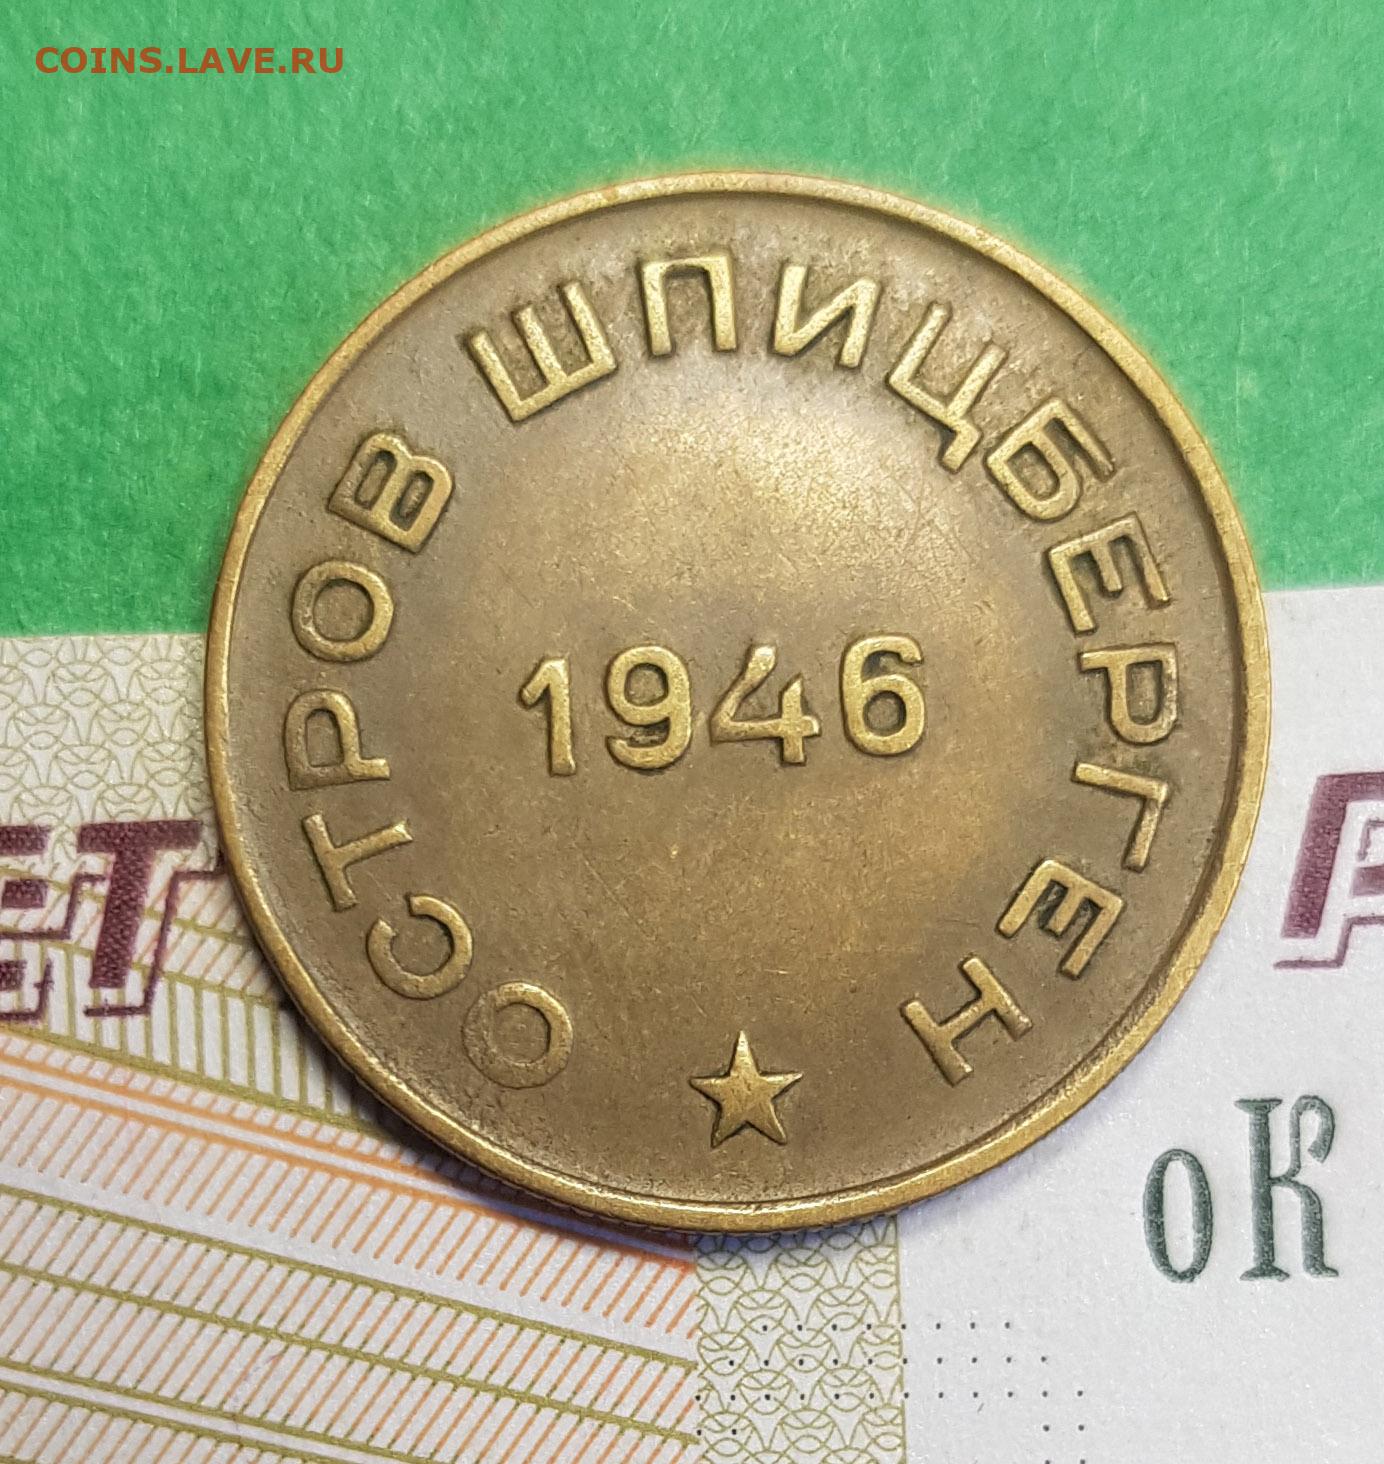 COINS.LAVE.RU
ОСТРОВ ШПИЦБЕРГЕН
1946
оК